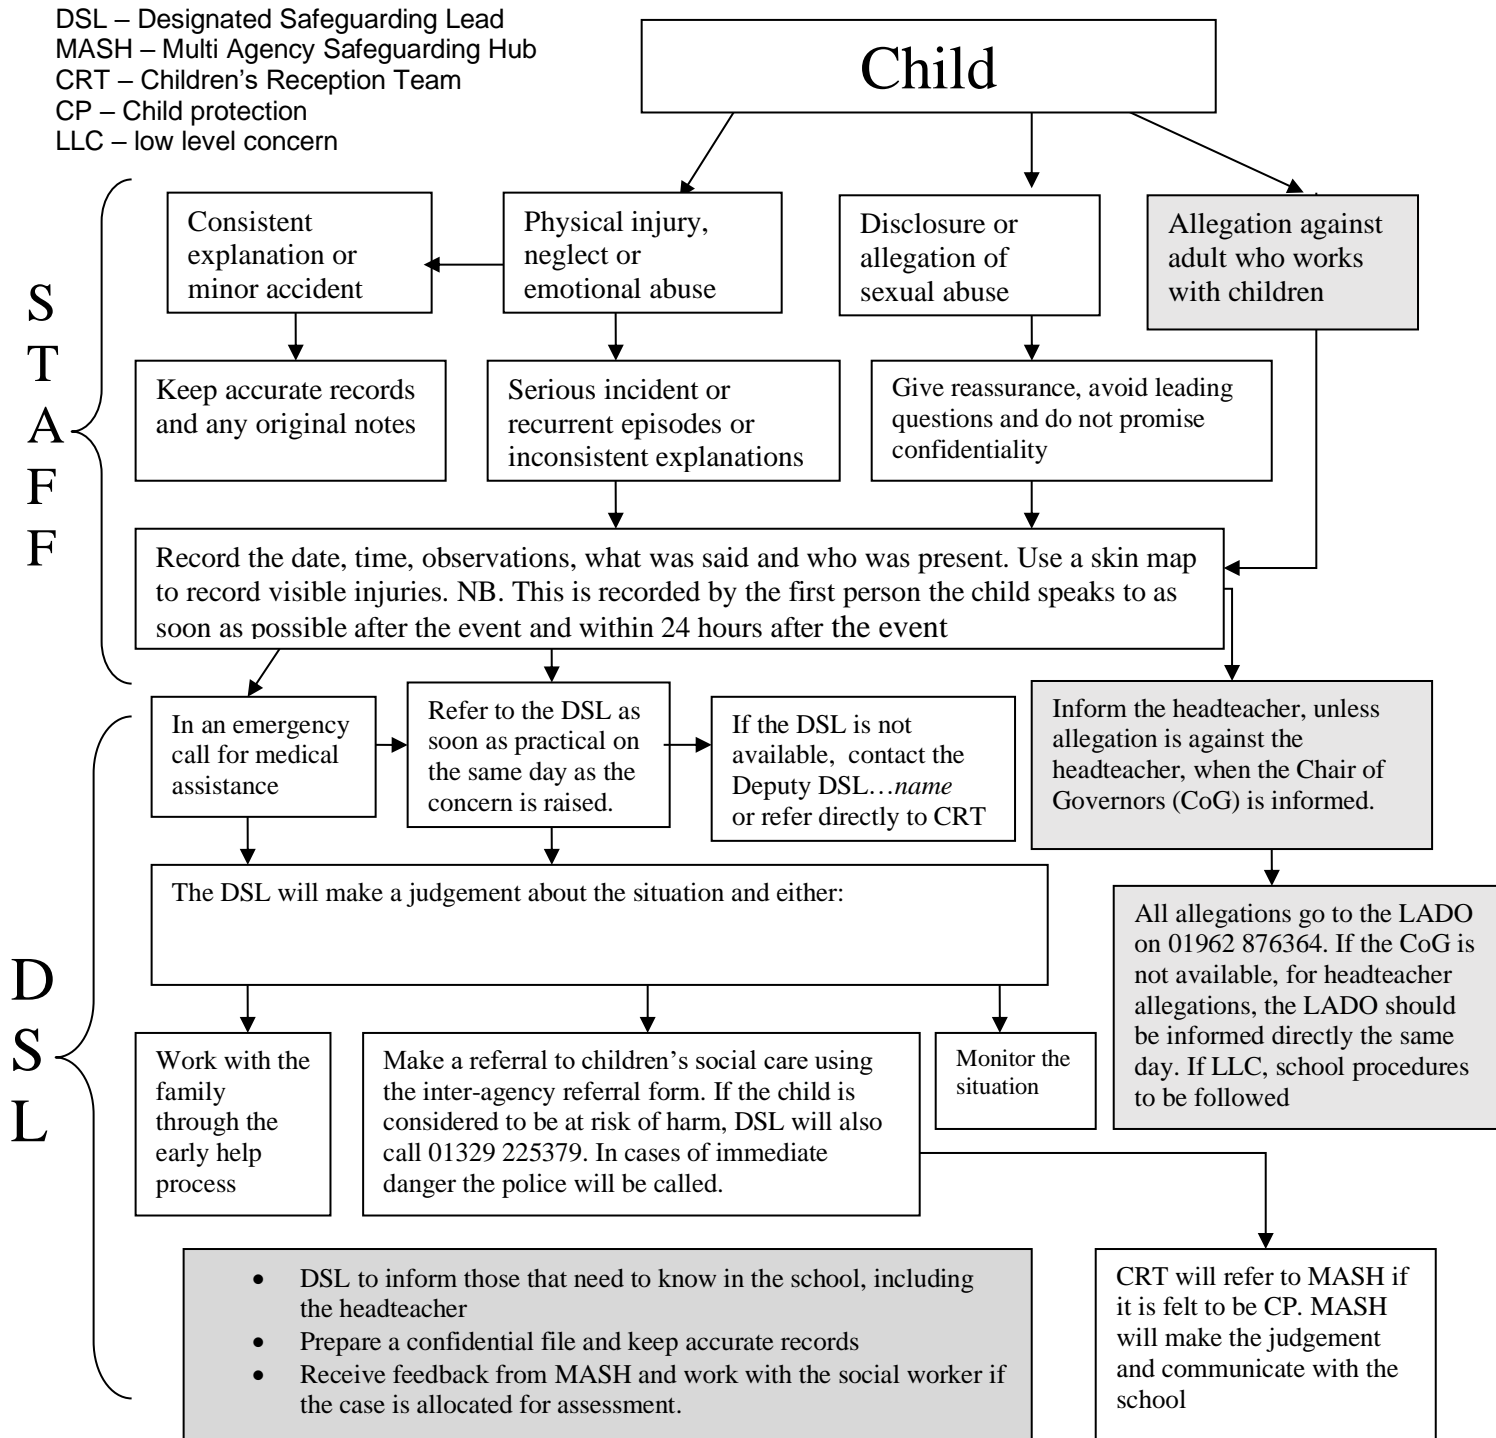 DSL – Designated Safeguarding Lead
MASH – Multi Agency Safeguarding Hub
CRT – Children's Reception Team
CP – Child protection
LLC – low level concern
Child
S
T
A
F
F
Consistent
explanation or
minor accident
Physical injury,
neglect or
emotional abuse
Disclosure or
allegation of
sexual abuse
Allegation against
adult who works
with children
Keep accurate records
and any original notes
Serious incident or
recurrent episodes or
inconsistent explanations
Give reassurance, avoid leading
questions and do not promise
confidentiality
Record the date, time, observations, what was said and who was present. Use a skin map
to record visible injuries. NB. This is recorded by the first person the child speaks to as
soon as possible after the event and within 24 hours after the event
D
S
L
In an emergency
call for medical
assistance
Refer to the DSL as
soon as practical on
the same day as the
concern is raised.
If the DSL is not
available, contact the
Deputy DSL…name
or refer directly to CRT
Inform the headteacher, unless
allegation is against the
headteacher, when the Chair of
Governors (CoG) is informed.
The DSL will make a judgement about the situation and either:
All allegations go to the LADO
on 01962 876364. If the CoG is
not available, for headteacher
allegations, the LADO should
be informed directly the same
day. If LLC, school procedures
to be followed
Work with the
family
through the
early help
process
Make a referral to children's social care using
the inter-agency referral form. If the child is
considered to be at risk of harm, DSL will also
call 01329 225379. In cases of immediate
danger the police will be called.
Monitor the
situation
• DSL to inform those that need to know in the school, including
the headteacher
• Prepare a confidential file and keep accurate records
• Receive feedback from MASH and work with the social worker if
the case is allocated for assessment.
CRT will refer to MASH if
it is felt to be CP. MASH
will make the judgement
and communicate with the
school